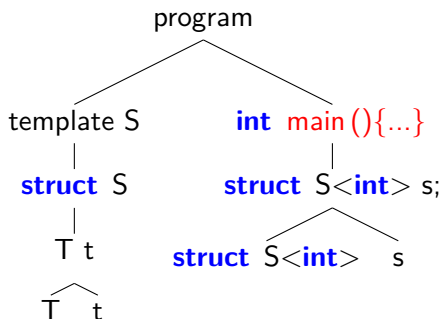 program
template S int main(){...}
struct S struct S<int> s;
T t struct S<int> s
T t